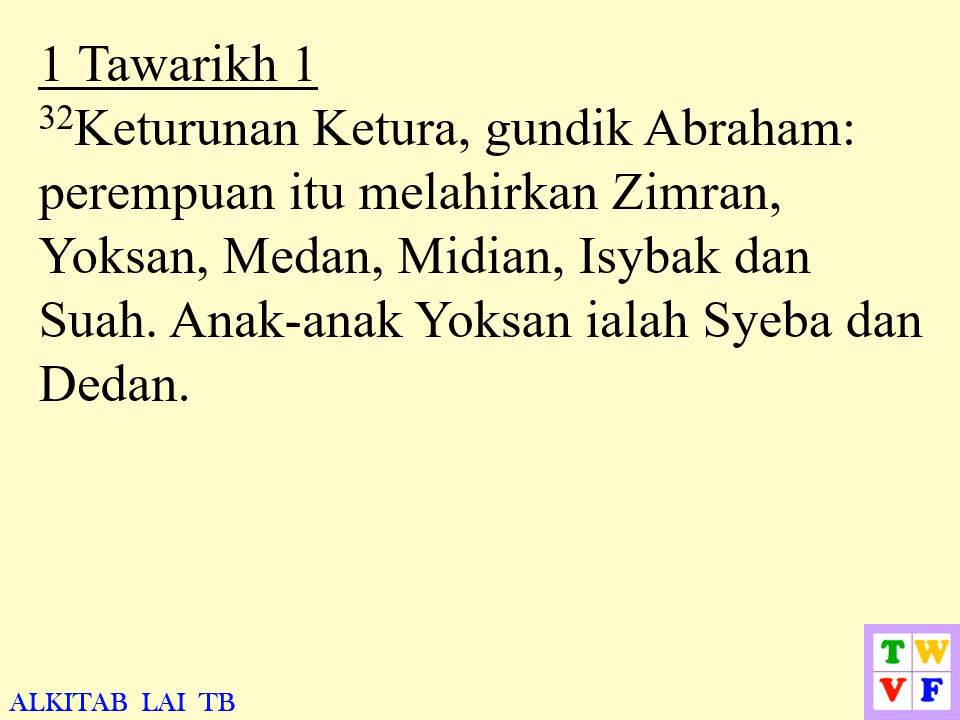 1 Tawarikh 1
32Keturunan Ketura, gundik Abraham:
perempuan itu melahirkan Zimran,
Yoksan, Medan, Midian, Isybak dan
Suah. Anak-anak Yoksan ialah Syeba dan
Dedan.
T W
V F
ALKITAB LAI TB